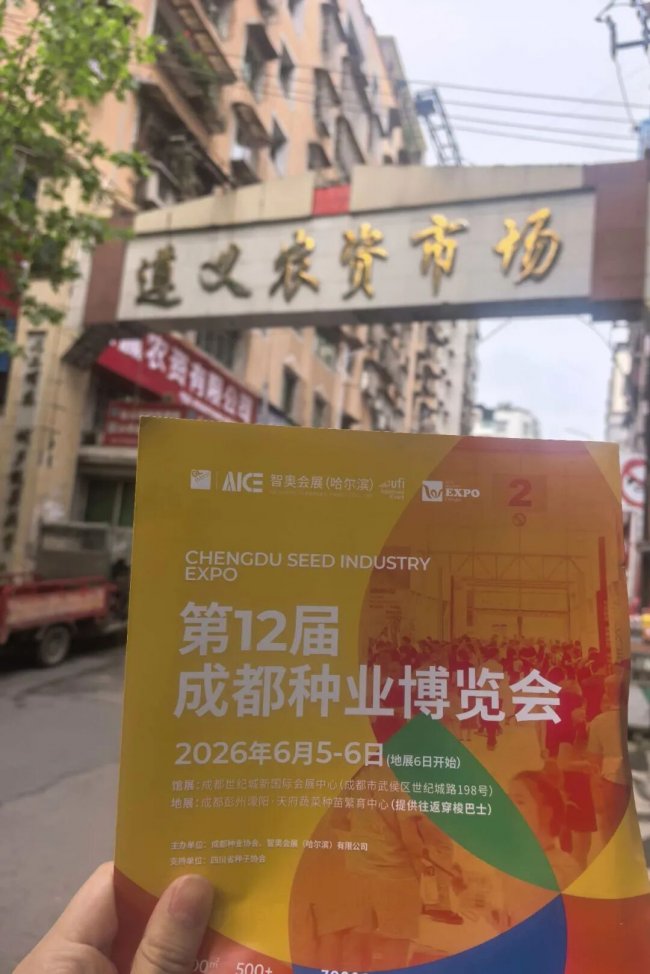 遵义农资市场
农资有限公司
AICE 智奥会展(哈尔滨) ufi
EXPO
2
CHENGDU SEED INDUSTRY
EXPO
第12届
成都种业博览会
2026年6月5-6日(地展6日开始)
馆展:成都世纪城新国际会展中心(成都市武侯区世纪城路198号)
地展:成都彭州濛阳·天府蔬菜种苗繁育中心(提供往返穿梭巴士)
主办单位:成都种业协会、智奥会展(哈尔滨)有限公司
支持单位:四川省种子协会
500+